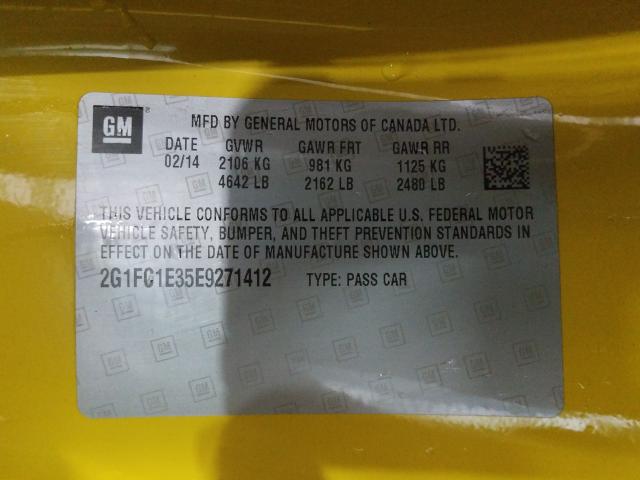 GM
MFD BY GENERAL MOTORS OF CANADA LTD.
DATE GVWR GAWR FRT GAWR RR
02/14 2106 KG 981 KG 1125 KG
4642 LB 2162 LB 2480 LB
THIS VEHICLE CONFORMS TO ALL APPLICABLE U.S. FEDERAL MOTOR
VEHICLE SAFETY, BUMPER, AND THEFT PREVENTION STANDARDS IN
EFFECT ON THE DATE OF MANUFACTURE SHOWN ABOVE.
2G1FC1E35E9271412 TYPE: PASS CAR